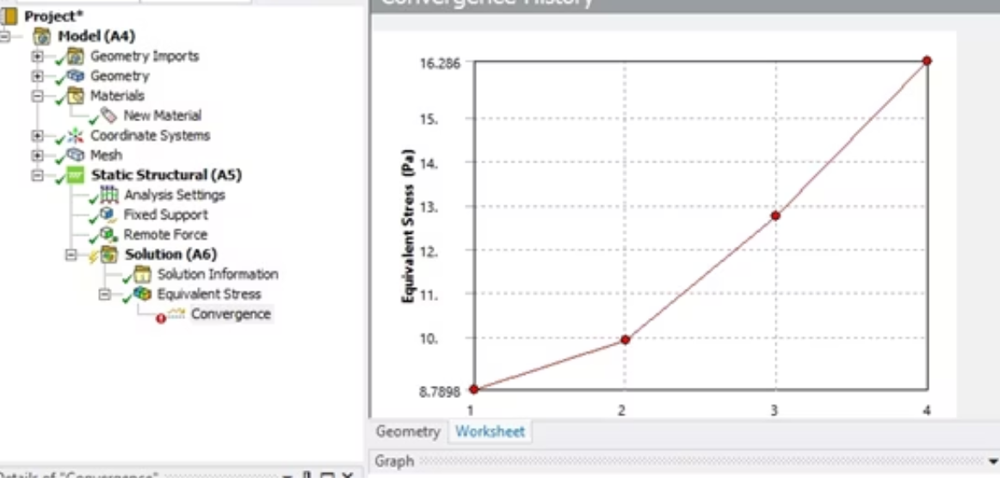 Convergence History
Project*
Model (A4)
Geometry Imports
Geometry
Materials
New Material
Coordinate Systems
Mesh
Static Structural (A5)
Analysis Settings
Fixed Support
Remote Force
Solution (A6)
Solution Information
Equivalent Stress
Convergence
Equivalent Stress (Pa)
16.286
15.
14.
13.
12.
11.
10.
8.7898
1 2 3 4
Geometry Worksheet
Graph
Details of "Convergence"